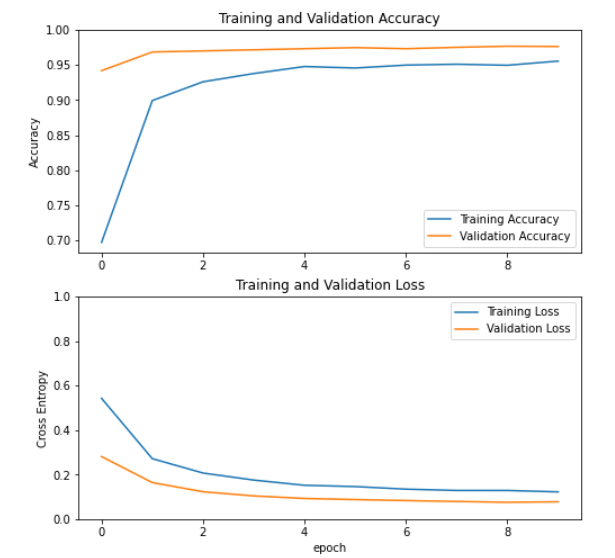 Training and Validation Accuracy
1.00
0.95
0.90
0.85
0.80
0.75
0.70
Accuracy
Training Accuracy
Validation Accuracy
0 2 4 6 8
Training and Validation Loss
1.0
0.8
0.6
0.4
0.2
0.0
Cross Entropy
Training Loss
Validation Loss
0 2 4 6 8
epoch